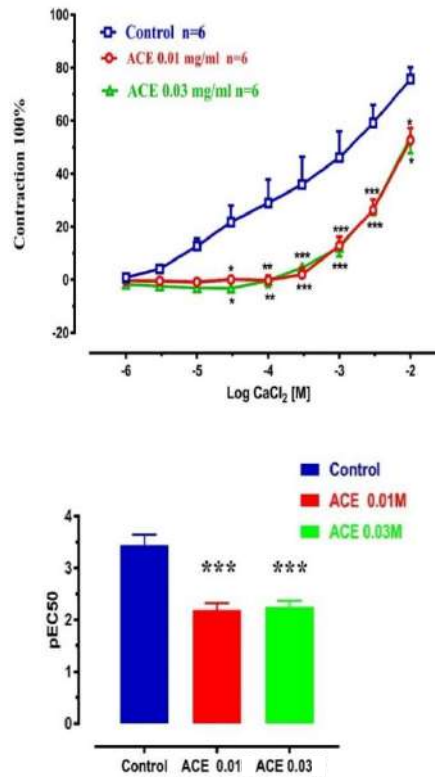 Control n=6
ACE 0.01 mg/ml n=6
ACE 0.03 mg/ml n=6
Contraction 100%
100
80
60
40
20
0
-20
*
**
***
***
***
*
*
**
***
***
***
*
-6
-5
-4
-3
-2
Log CaCl₂ [M]
Control
ACE 0.01M
ACE 0.03M
pEC50
4
3
2
1
0
***
***
Control
ACE 0.01
ACE 0.03